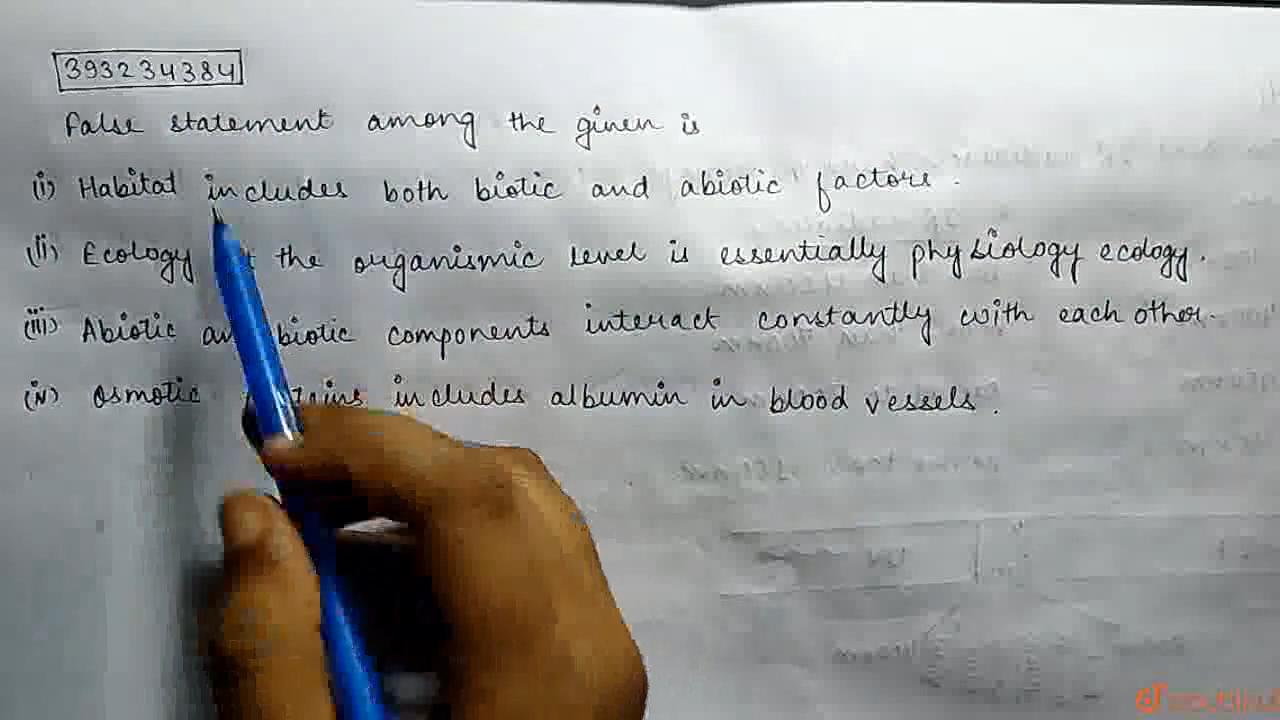 393234384
False statement among the given is
(i) Habitat includes both biotic and abiotic factors.
(ii) Ecology the organismic level is essentially physiology ecology.
(iii) Abiotic biotic components interact constantly with each other.
(iv) Osmotic includes albumin in blood vessels.